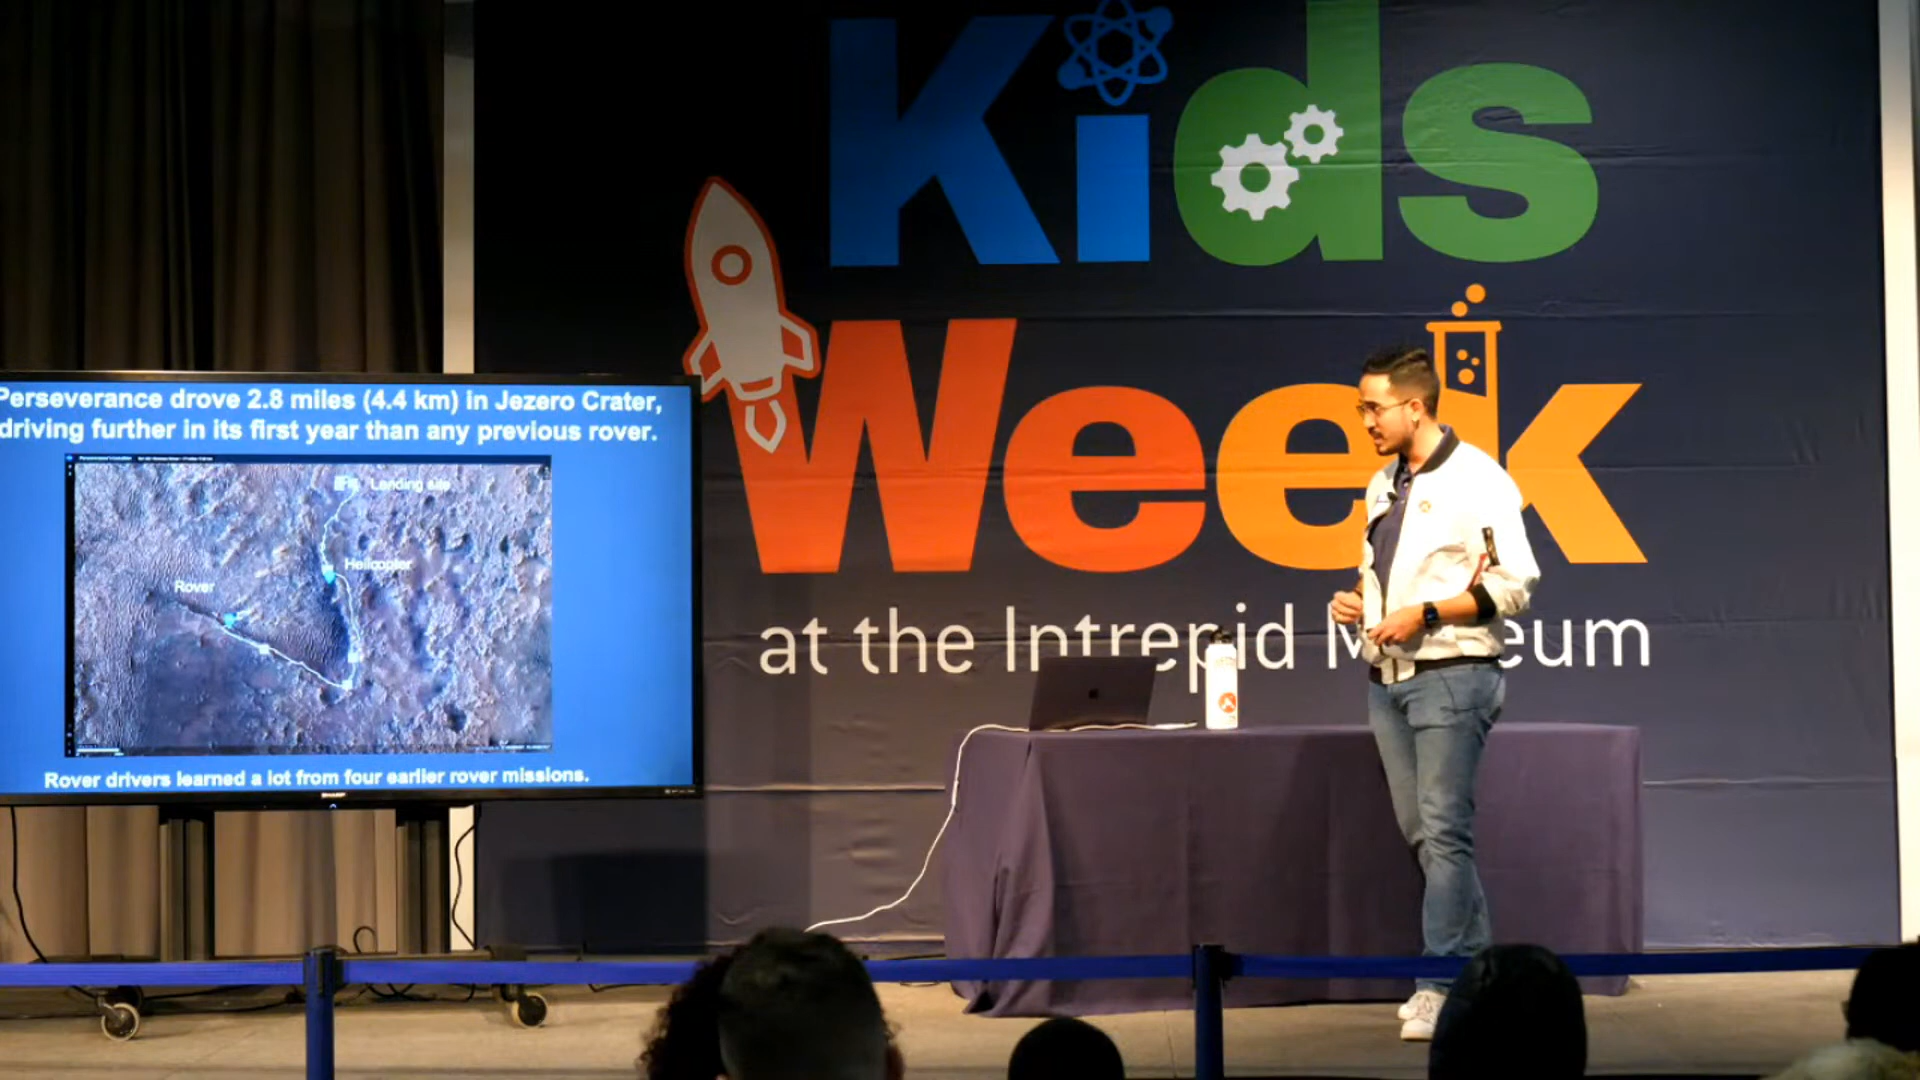 Kids
Week
at the Intrepid M eum
Perseverance drove 2.8 miles (4.4 km) in Jezero Crater,
driving further in its first year than any previous rover.
Landing site
Helicopter
Rover
Rover drivers learned a lot from four earlier rover missions.
SHARP